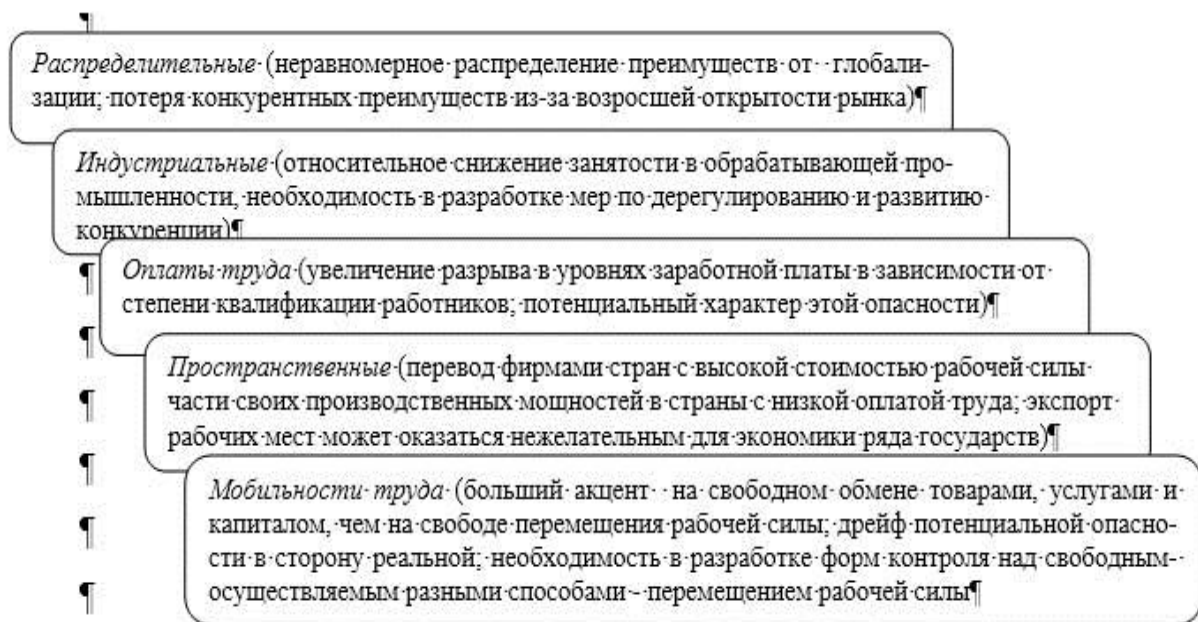 Распределительные (неравномерное распределение преимуществ от глобали-
зации; потеря конкурентных преимуществ из-за возросшей открытости рынка)¶
Индустриальные (относительное снижение занятости в обрабатывающей про-
мышленности, необходимость в разработке мер по дерегулированию и развитию
конкуренции)¶
Оплаты труда (увеличение разрыва в уровнях заработной платы в зависимости от
степени квалификации работников; потенциальный характер этой опасности)¶
Пространственные (перевод фирмами стран с высокой стоимостью рабочей силы
части своих производственных мощностей в страны с низкой оплатой труда; экспорт
рабочих мест может оказаться нежелательным для экономики ряда государств)¶
Мобильности труда (больший акцент на свободном обмене товарами, услугами и
капиталом, чем на свободе перемещения рабочей силы; дрейф потенциальной опасно-
сти в сторону реальной; необходимость в разработке форм контроля над свободным-
осуществляемым разными способами - перемещением рабочей силы¶